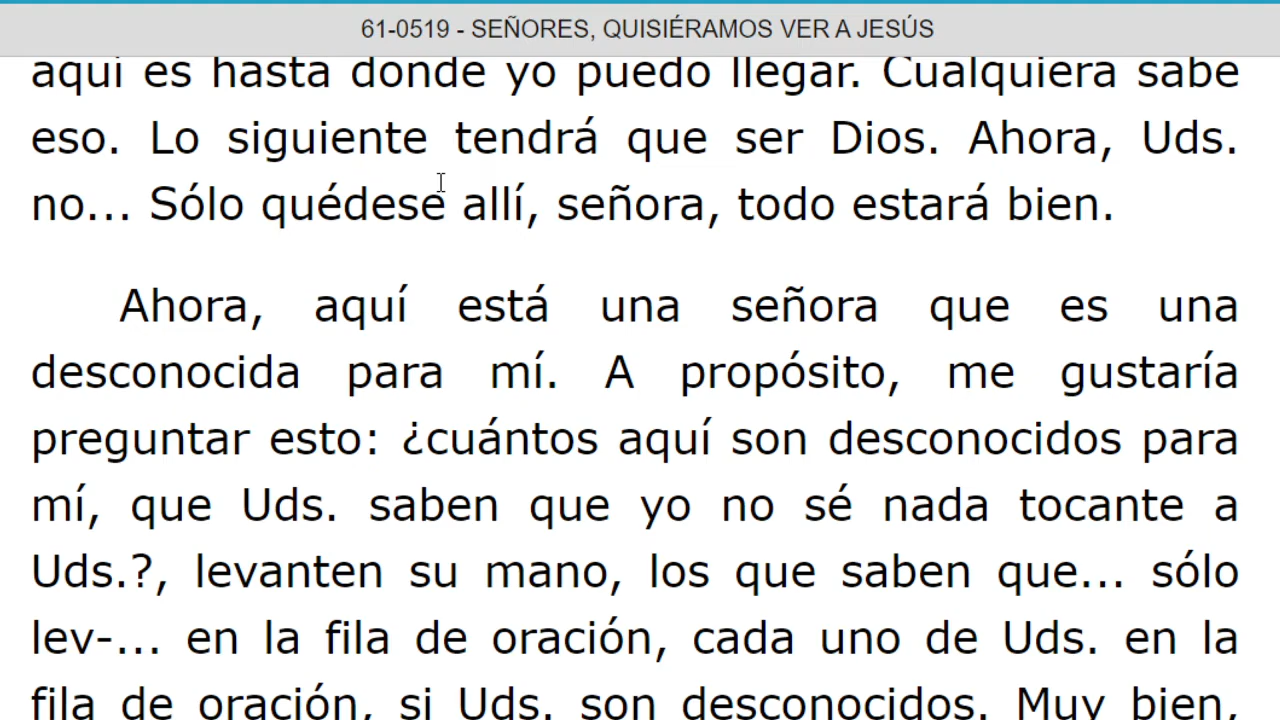 61-0519 - SEÑORES, QUISIÉRAMOS VER A JESÚS
aquí es hasta donde yo puedo llegar. Cualquiera sabe
eso. Lo siguiente tendrá que ser Dios. Ahora, Uds.
no... Sólo quédese allí, señora, todo estará bien.
Ahora, aquí está una señora que es una
desconocida para mí. A propósito, me gustaría
preguntar esto: ¿cuántos aquí son desconocidos para
mí, que Uds. saben que yo no sé nada tocante a
Uds.?, levanten su mano, los que saben que... sólo
lev-... en la fila de oración, cada uno de Uds. en la
fila de oración, si Uds. son desconocidos. Muy bien,